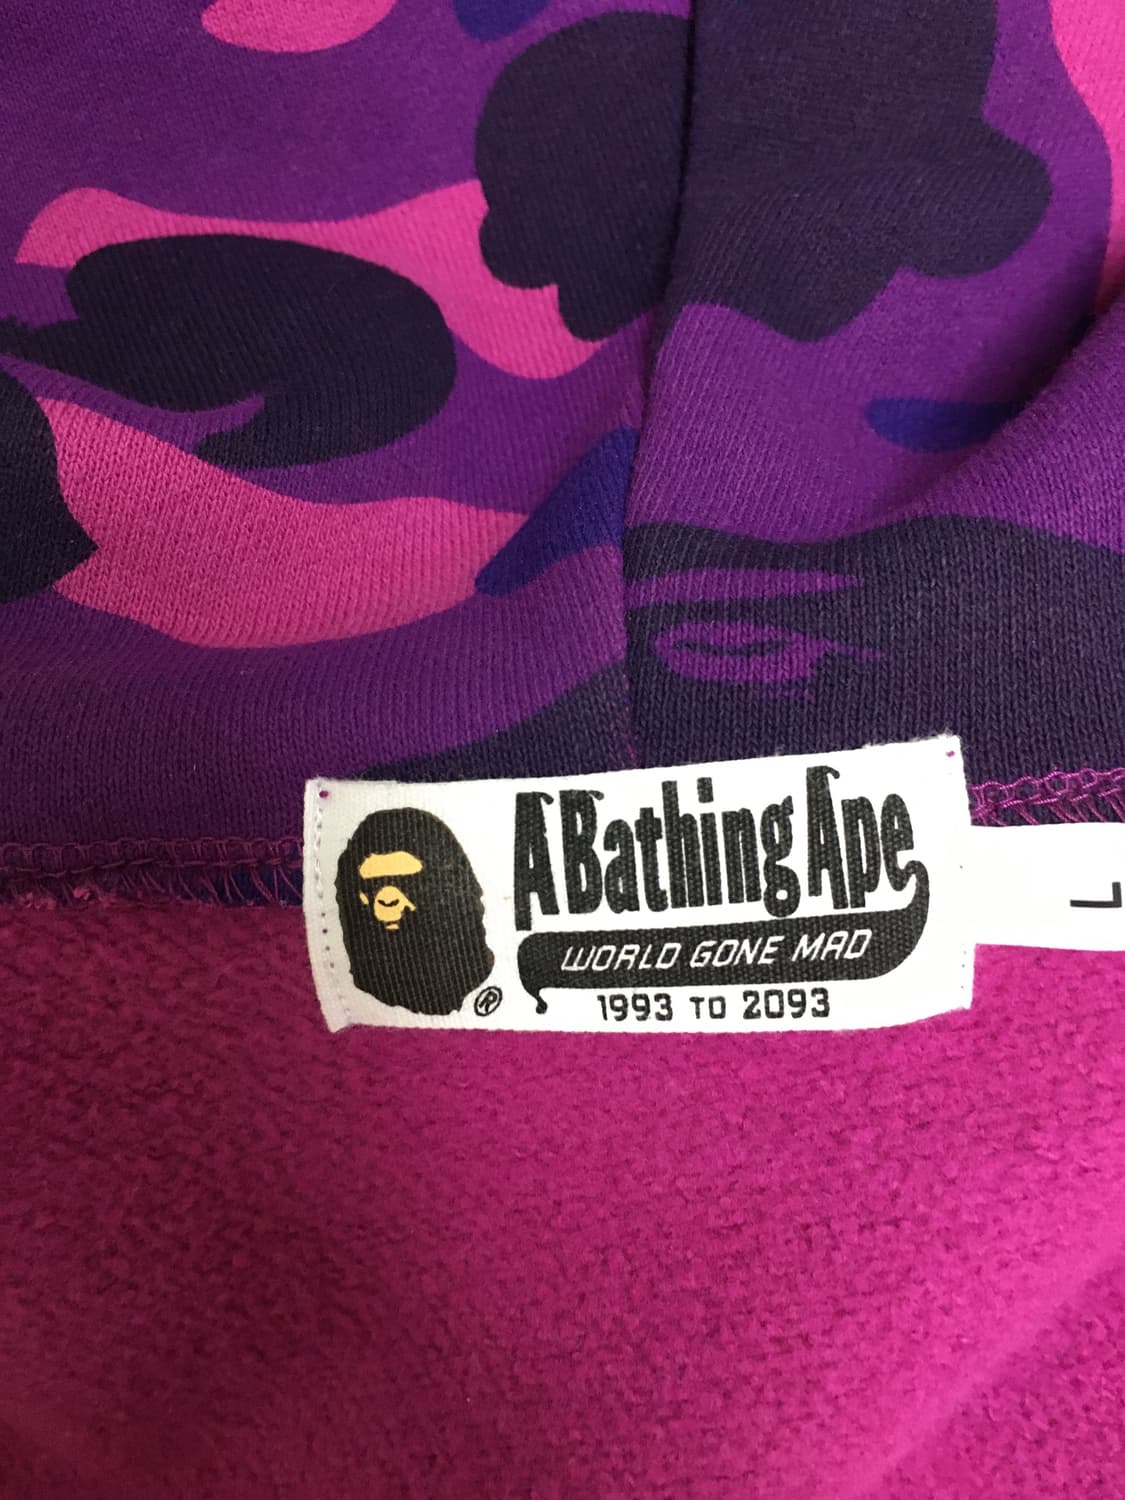 A Bathing Ape
WORLD GONE MAD
®
1993 TO 2093
L